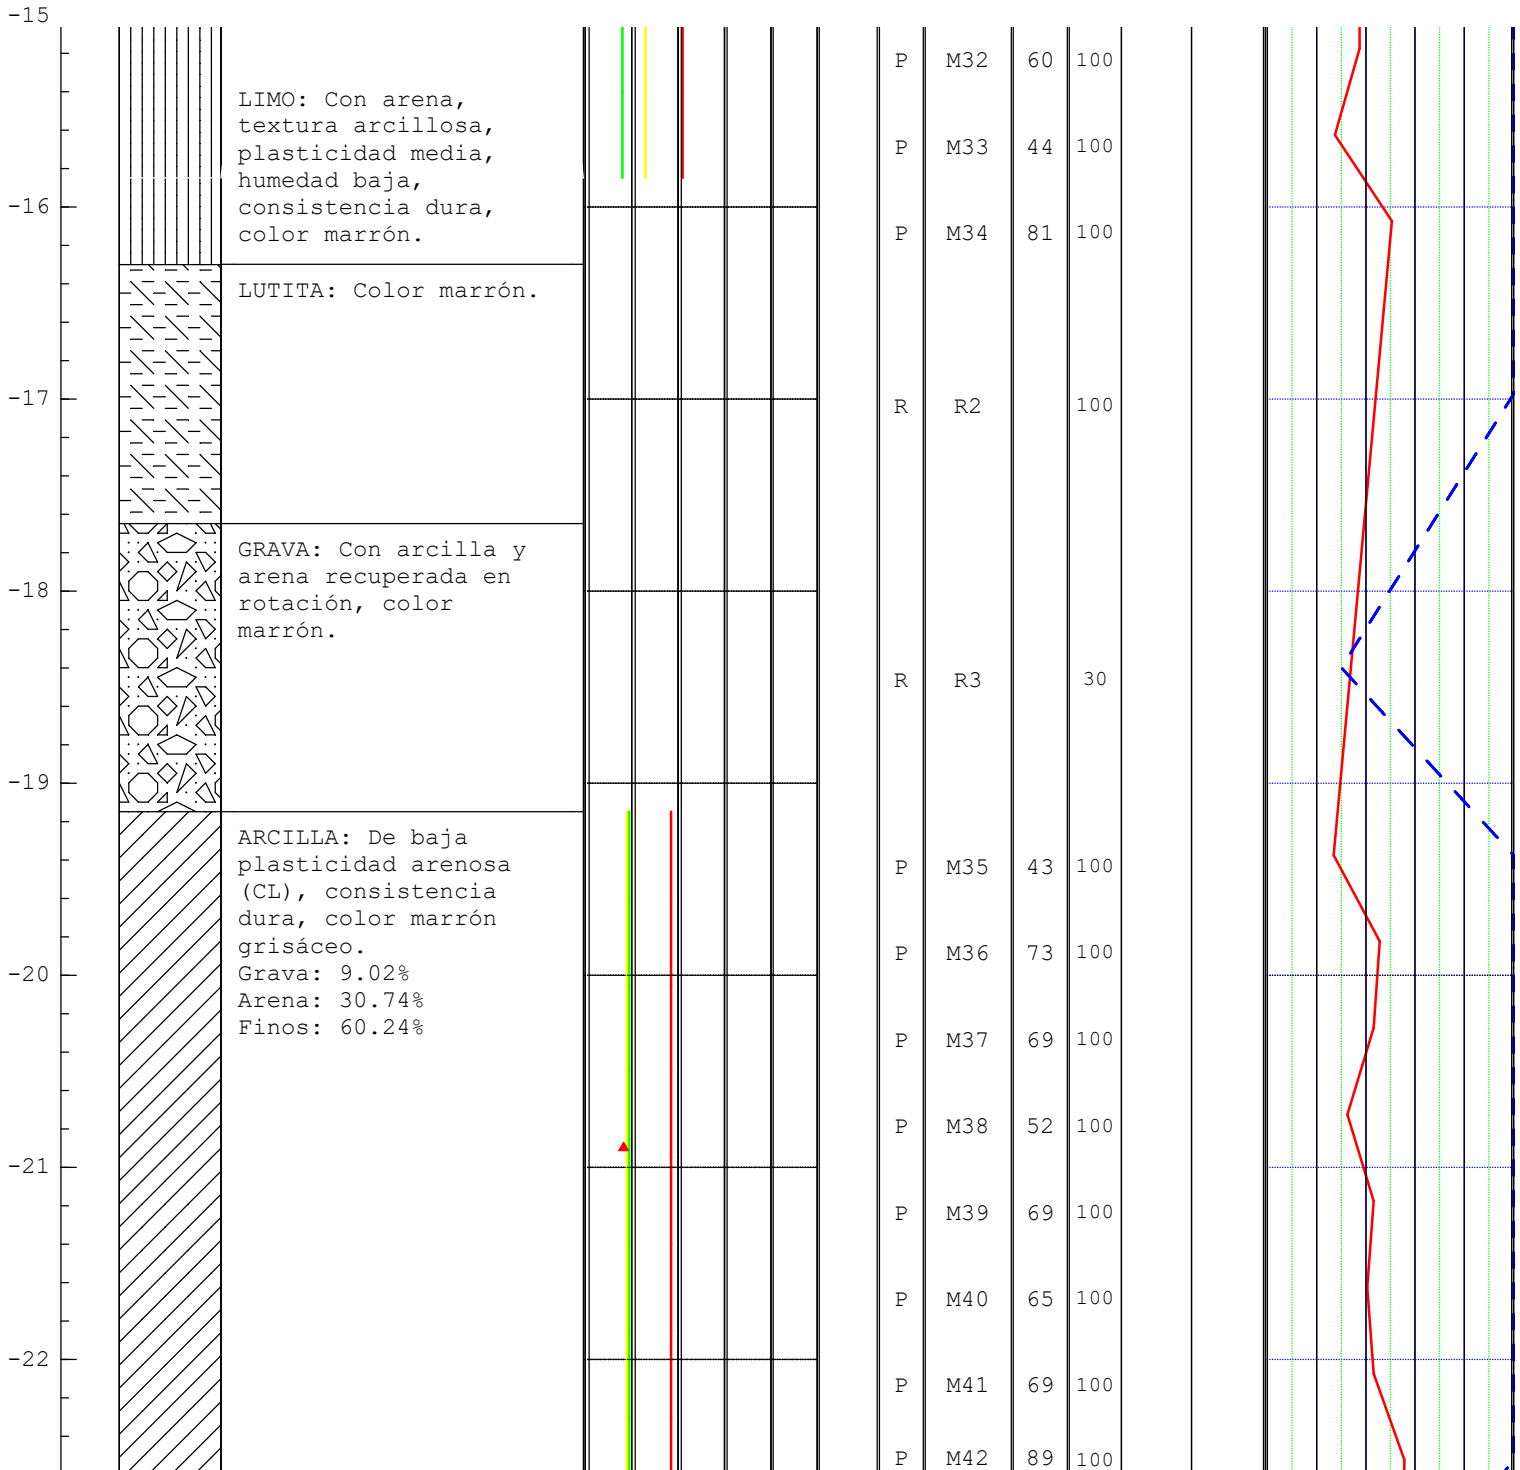 -15
P M32 60 100
LIMO: Con arena,
textura arcillosa,
plasticidad media,
humedad baja,
consistencia dura,
color marrón.
P M33 44 100
-16
P M34 81 100
LUTITA: Color marrón.
-17
R R2 100
GRAVA: Con arcilla y
arena recuperada en
rotación, color
marrón.
-18
R R3 30
-19
ARCILLA: De baja
plasticidad arenosa
(CL), consistencia
dura, color marrón
grisáceo.
Grava: 9.02%
Arena: 30.74%
Finos: 60.24%
P M35 43 100
P M36 73 100
-20
P M37 69 100
P M38 52 100
-21
P M39 69 100
P M40 65 100
-22
P M41 69 100
P M42 89 100